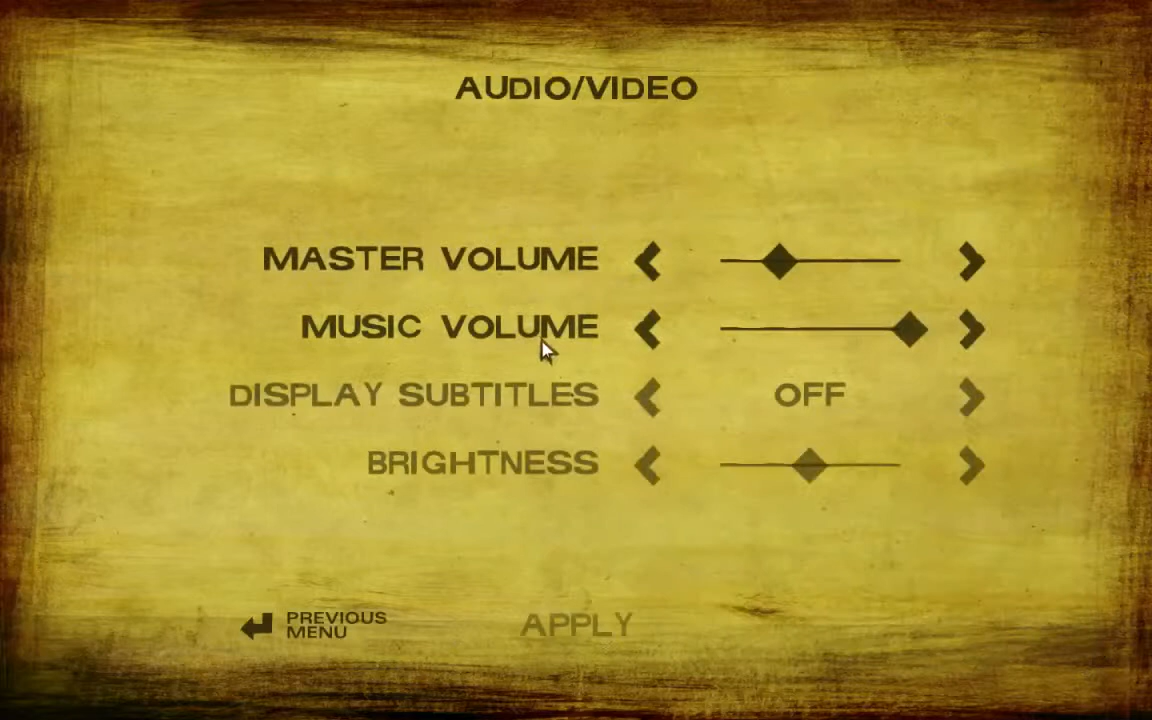 AUDIO/VIDEO
MASTER VOLUME
MUSIC VOLUME
DISPLAY SUBTITLES OFF
BRIGHTNESS
PREVIOUS
MENU
APPLY